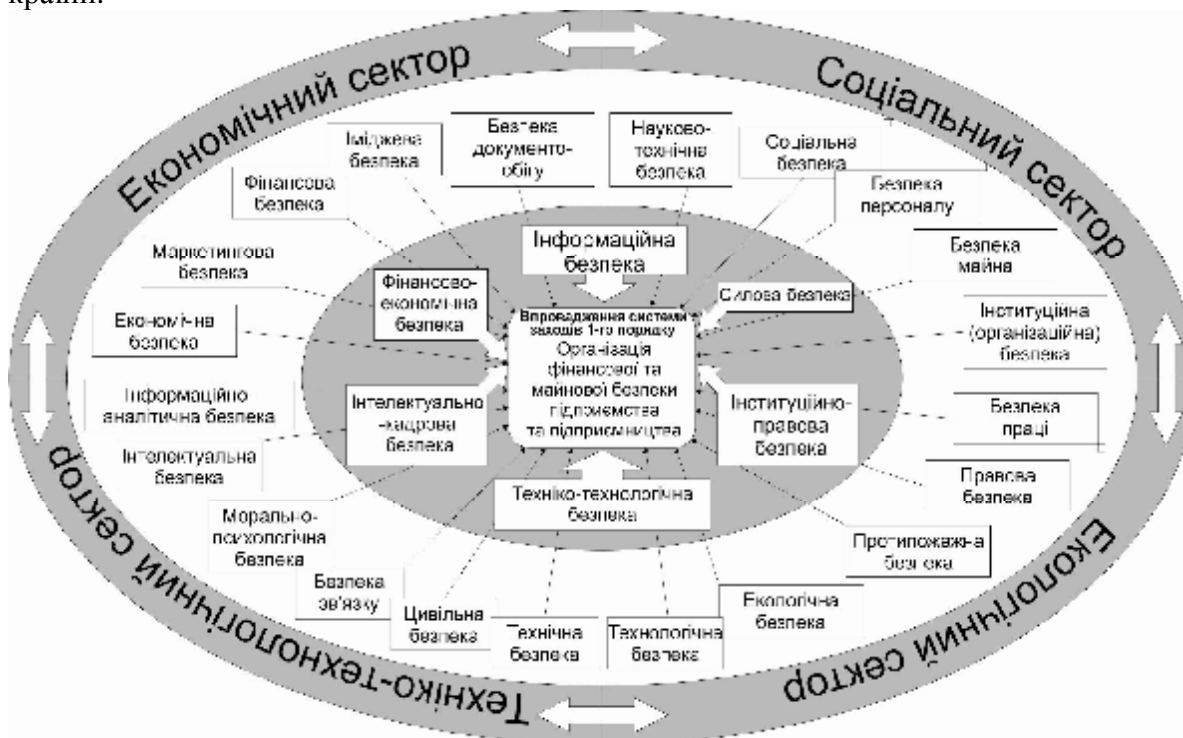 країни.
Економічний сектор
Соціальний сектор
Іміджева
безпека
Безпека
документо-
обігу
Науково-
технічна
безпека
Соціальна
безпека
Фінансова
безпека
Безпека
персоналу
Маркетингова
безпека
Інформаційна
безпека
Безпека
майна
Фінансово-
економічна
безпека
Силова безпека
Економічна
безпека
Впровадження системи
заходів 1-го порядку
Організація
фінансової та
майнової безпеки
підприємства
та підприємництва
Інституційна
(організаційна)
безпека
Інформаційно
аналітична безпека
Інтелектуально
-кадрова
безпека
Інституційно-
правова
безпека
Безпека
праці
Інтелектуальна
безпека
Правова
безпека
Техніко-технологічна
безпека
Морально-
психологічна
безпека
Протипожежна
безпека
Безпека
зв'язку
Цивільна
безпека
Технічна
безпека
Технологічна
безпека
Екологічна
безпека
Техніко-технологічний сектор
Екологічний сектор